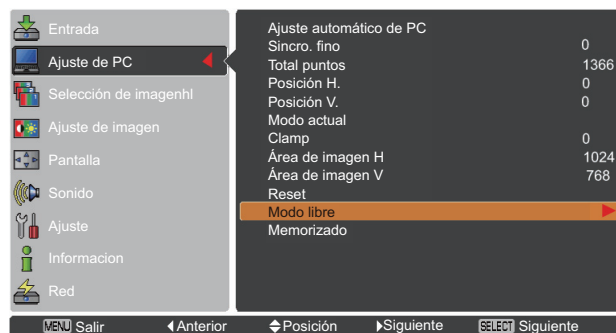 Entrada
Ajuste de PC
Selección de imagenhl
Ajuste de imagen
Pantalla
Sonido
Ajuste
Informacion
Red
Ajuste automático de PC
Sincro. fino 0
Total puntos 1366
Posición H. 0
Posición V. 0
Modo actual
Clamp 0
Área de imagen H 1024
Área de imagen V 768
Reset
Modo libre
Memorizado
MENU Salir Anterior Posición Siguiente SELECT Siguiente